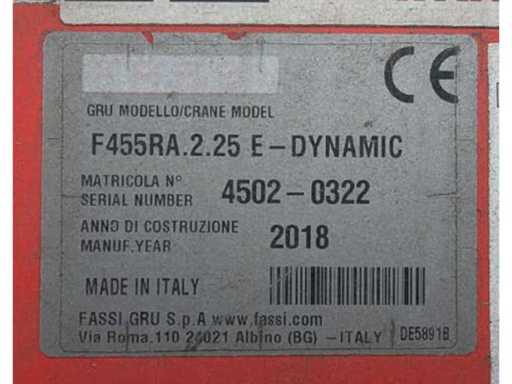 CE
GRU MODELLO/CRANE MODEL
F455RA.2.25 E-DYNAMIC
MATRICOLA N°
SERIAL NUMBER 4502-0322
ANNO DI COSTRUZIONE
MANUF.YEAR 2018
MADE IN ITALY
FASSI GRU S.p.A www.fassi.com
Via Roma.110 24021 Albino (BG) -ITALY DE5891B